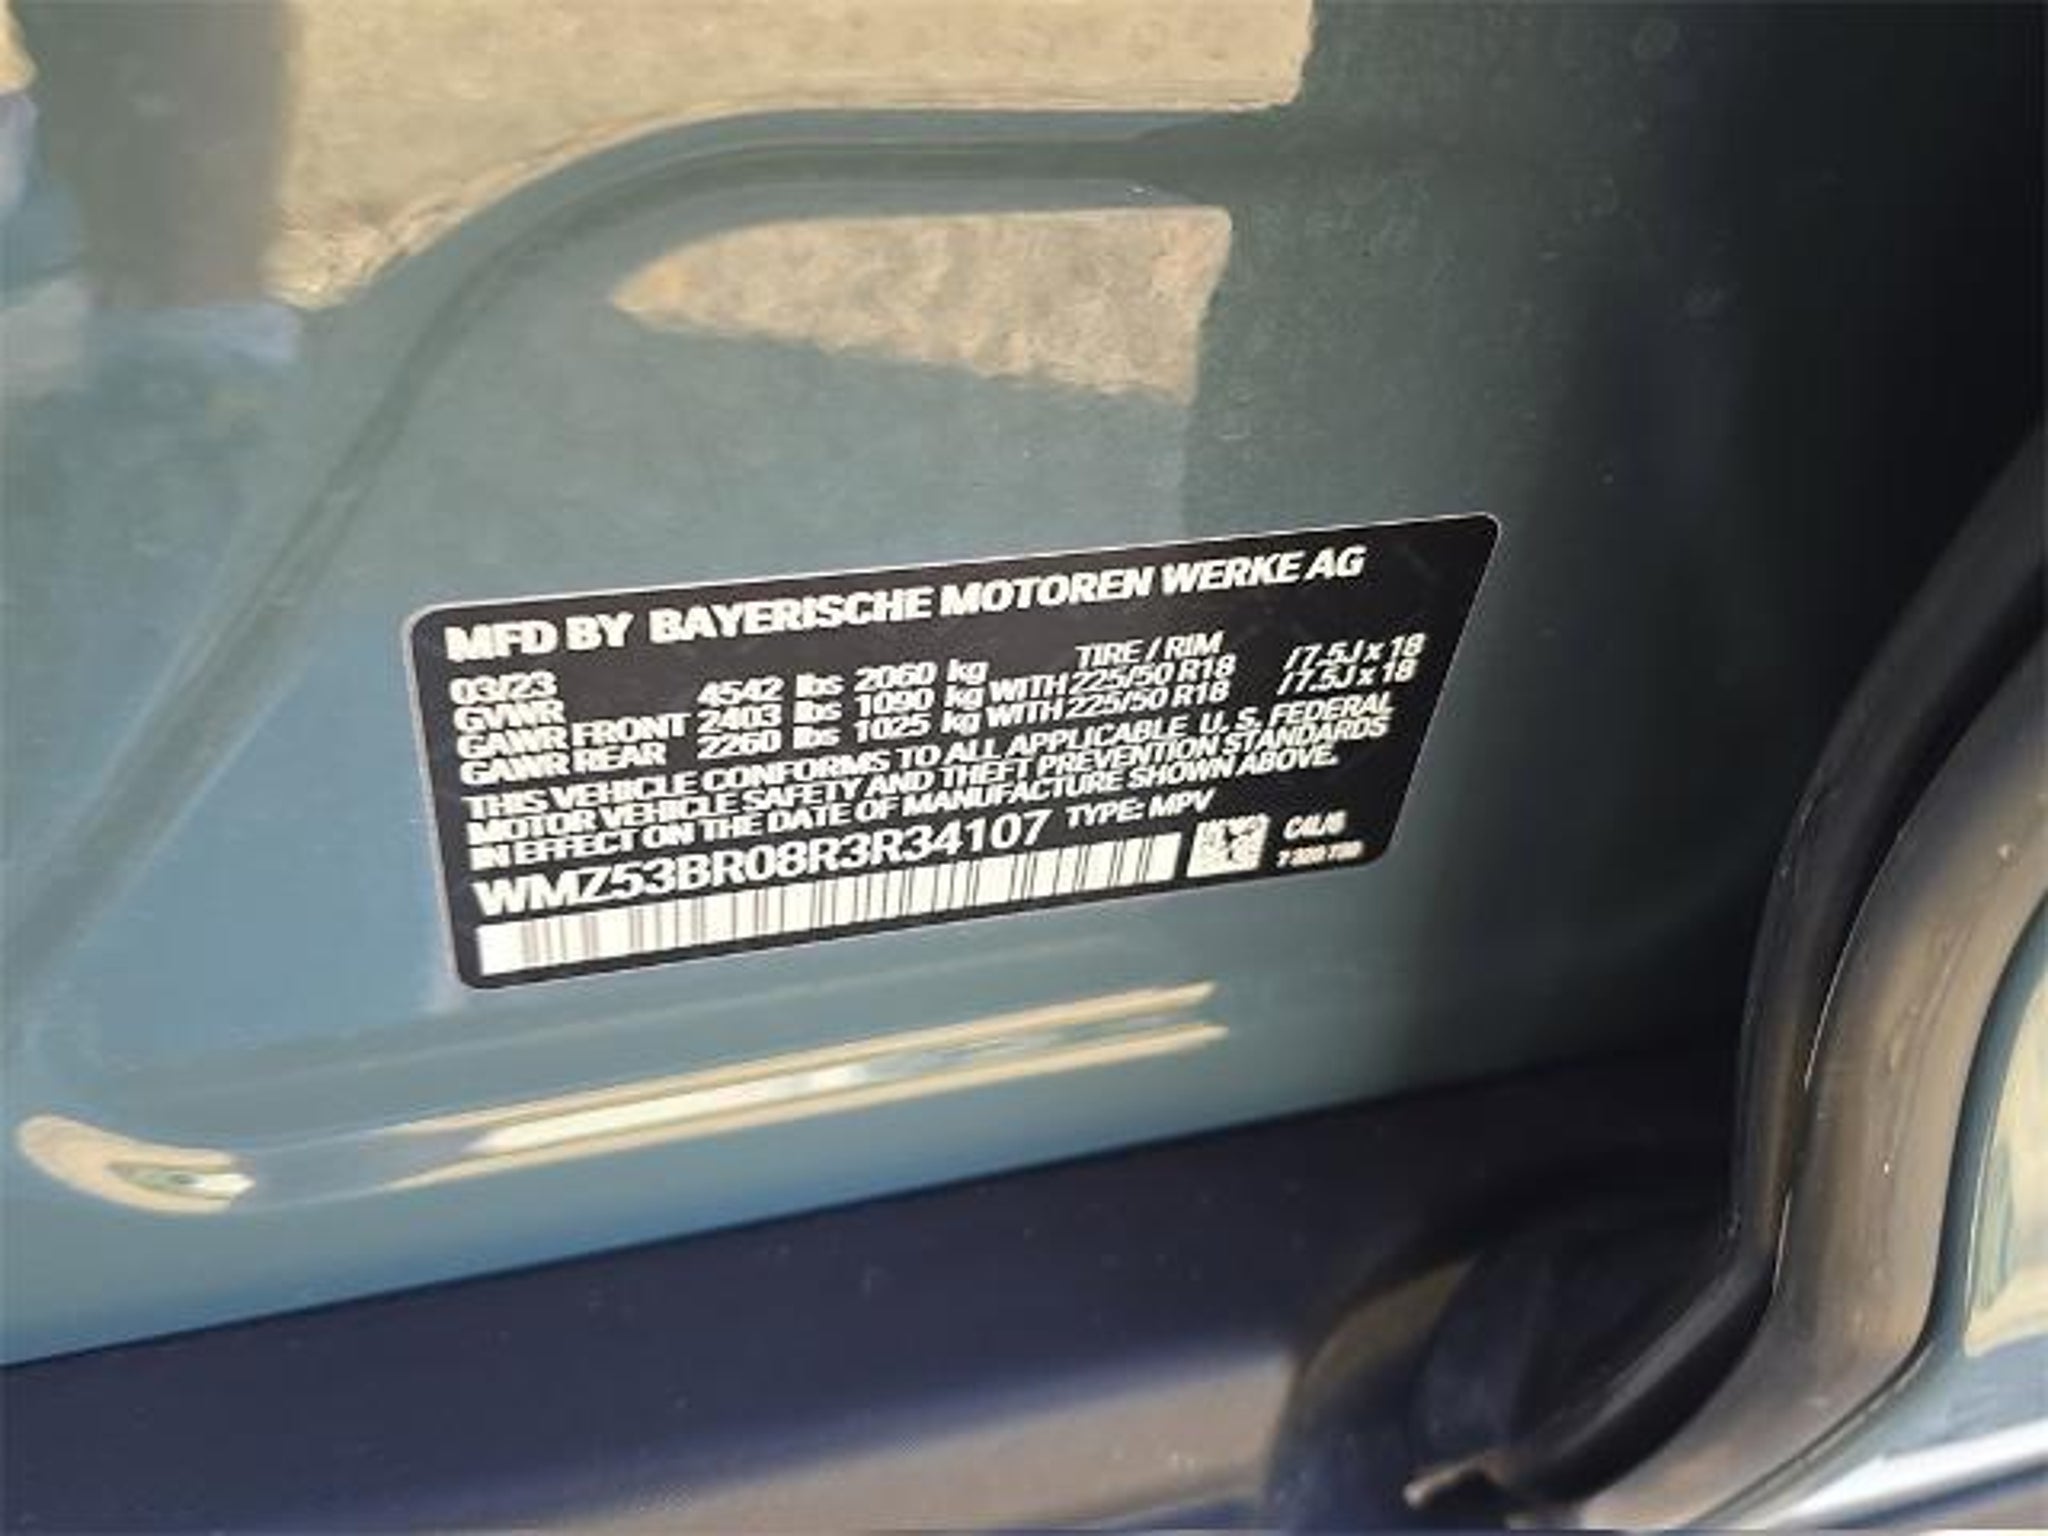 MFD BY BAYERISCHE MOTOREN WERKE AG
03/23 TIRE / RIM
GVWR 4542 lbs 2060 kg
GAWR FRONT 2403 lbs 1090 kg WITH 225/50 R18 / 7.5J x 18
GAWR REAR 2260 lbs 1025 kg WITH 225/50 R18 / 7.5J x 18
THIS VEHICLE CONFORMS TO ALL APPLICABLE U. S. FEDERAL
MOTOR VEHICLE SAFETY AND THEFT PREVENTION STANDARDS
IN EFFECT ON THE DATE OF MANUFACTURE SHOWN ABOVE.
WMZ53BR08R3R34107 TYPE: MPV